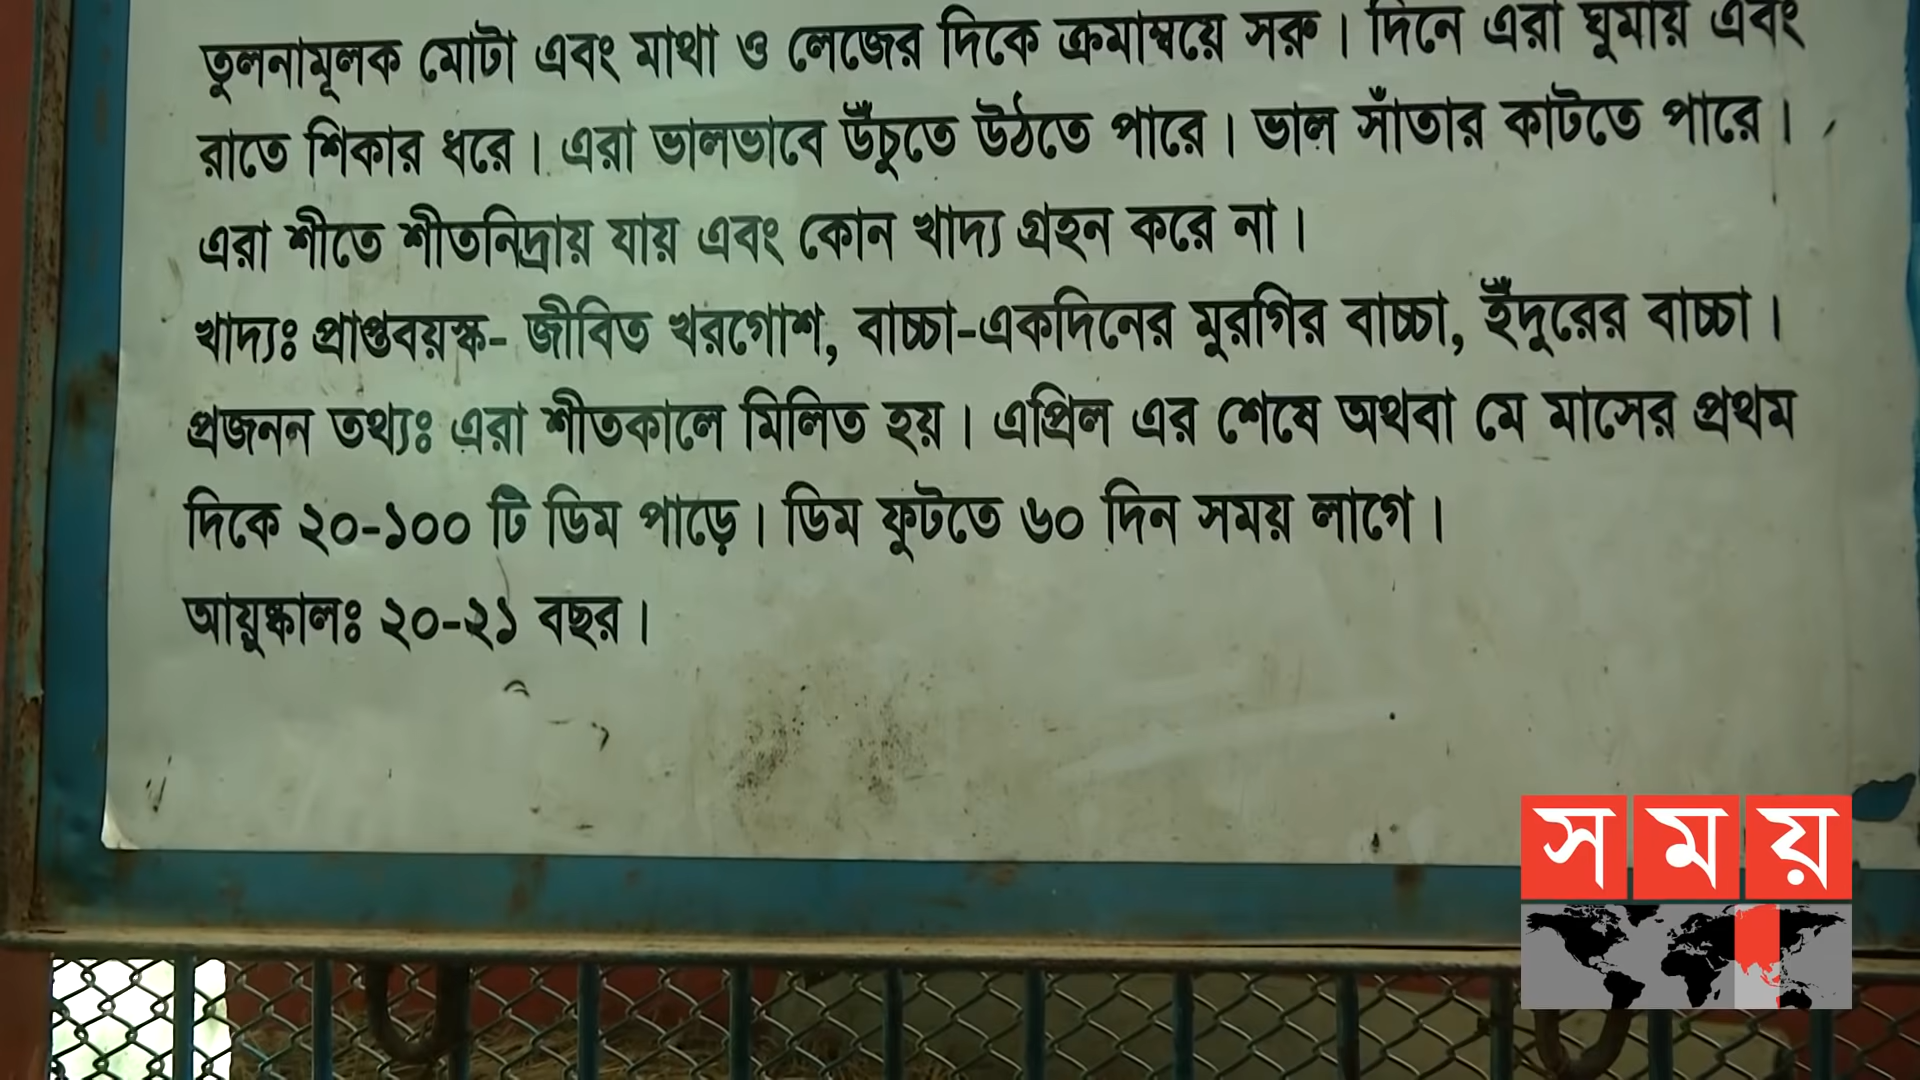 তুলনামূলক মোটা এবং মাথা ও লেজের দিকে ক্রমান্বয়ে সরু। দিনে এরা ঘুমায় এবং
রাতে শিকার ধরে। এরা ভালভাবে উঁচুতে উঠতে পারে। ভাল সাঁতার কাটতে পারে।
এরা শীতে শীতনিদ্রায় যায় এবং কোন খাদ্য গ্রহন করে না।
খাদ্যঃ প্রাপ্তবয়স্ক- জীবিত খরগোশ, বাচ্চা-একদিনের মুরগির বাচ্চা, ইঁদুরের বাচ্চা।
প্রজনন তথ্যঃ এরা শীতকালে মিলিত হয়। এপ্রিল এর শেষে অথবা মে মাসের প্রথম
দিকে ২০-১০০ টি ডিম পাড়ে। ডিম ফুটতে ৬০ দিন সময় লাগে।
আয়ুষ্কালঃ ২০-২১ বছর।
সময়